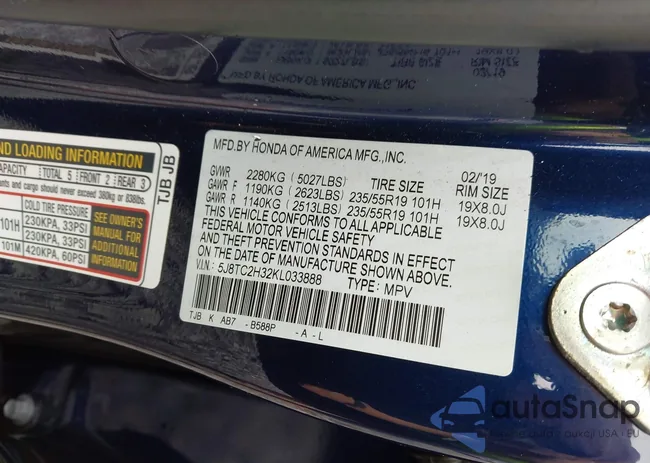 ND LOADING INFORMATION
APACITY TOTAL 5 FRONT 2 REAR 3
ants and cargo should never exceed 380kg or 838lbs.
COLD TIRE PRESSURE
101H 230KPA, 33PSI
230KPA, 33PSI
101M 420KPA, 60PSI
SEE OWNER'S
MANUAL FOR
ADDITIONAL
INFORMATION
TJB JB
MFD.BY HONDA OF AMERICA MFG.,INC.
02/'19
GVWR 2280KG ( 5027LBS) TIRE SIZE RIM SIZE
GAWR F 1190KG ( 2623LBS) 235/55R19 101H 19X8.0J
GAWR R 1140KG ( 2513LBS) 235/55R19 101H 19X8.0J
THIS VEHICLE CONFORMS TO ALL APPLICABLE
FEDERAL MOTOR VEHICLE SAFETY
AND THEFT PREVENTION STANDARDS IN EFFECT
ON THE DATE OF MANUFACTURE SHOWN ABOVE.
V.I.N: 5J8TC2H32KL033888 TYPE: MPV
TJB K AB7 -B588P -A-L
autoSnap
USA - EU